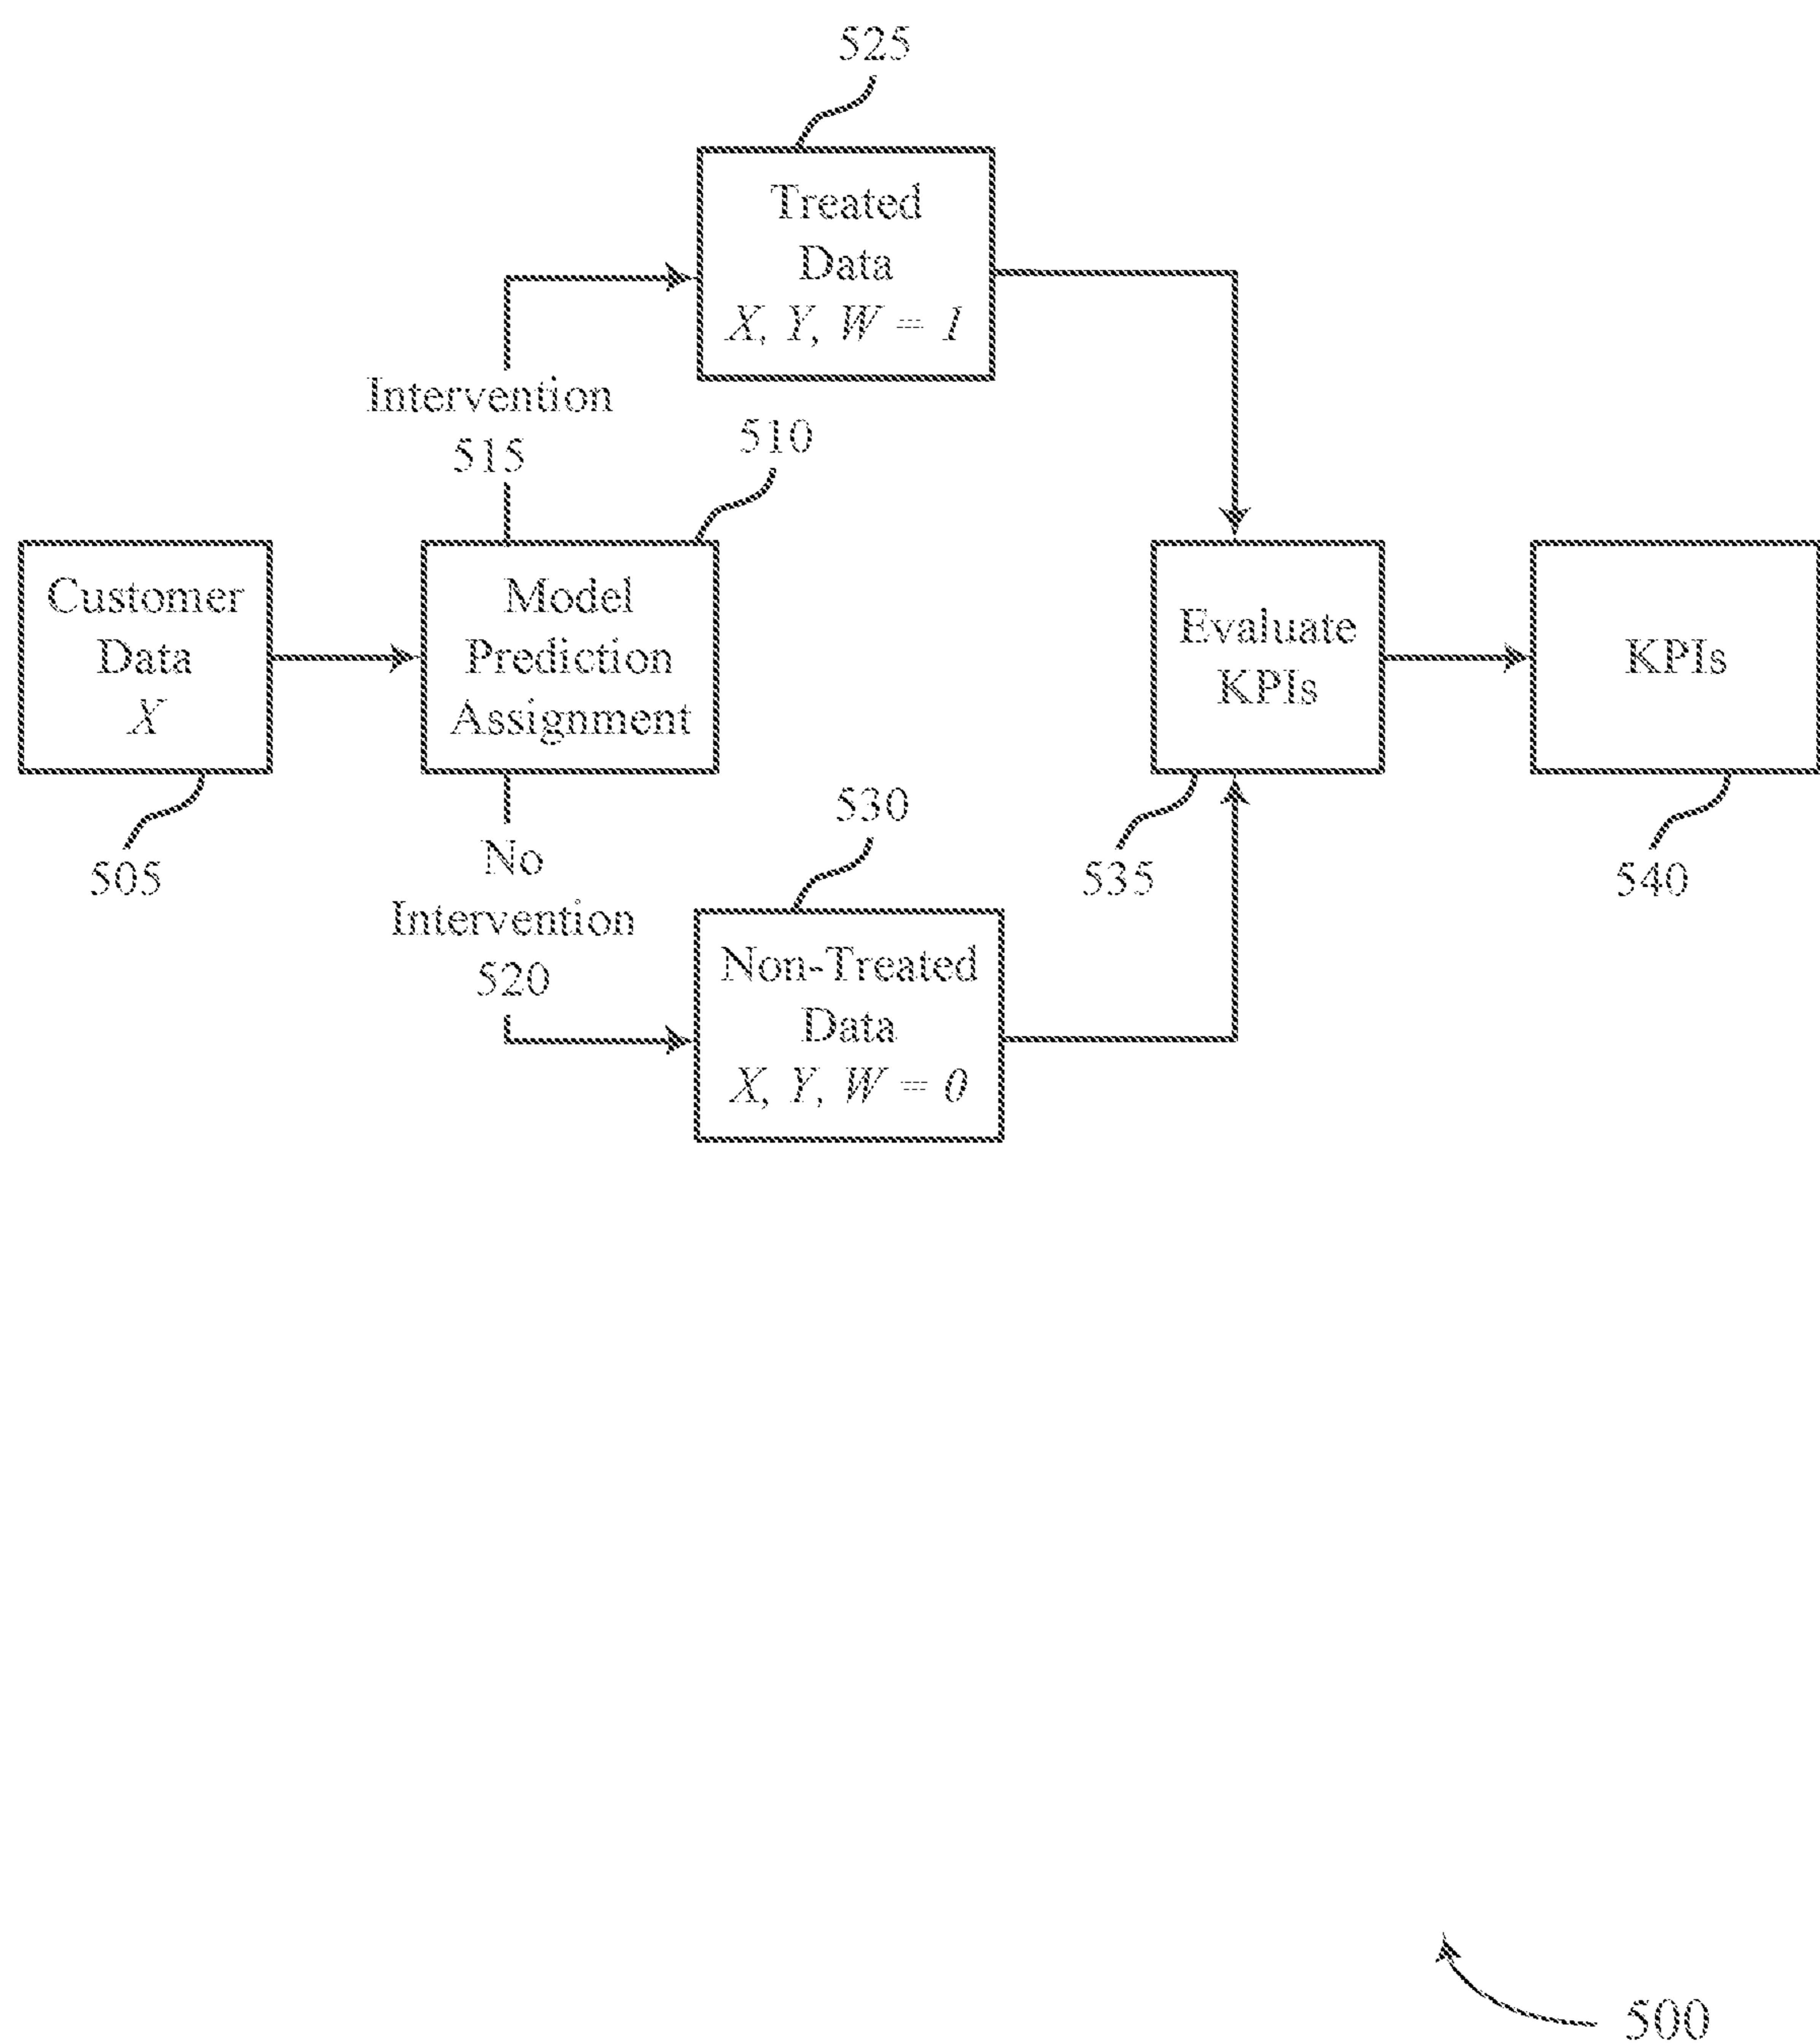 525
Treated
Data
X, Y, W = 1
Intervention
515
510
Customer
Data
X
Model
Prediction
Assignment
Evaluate
KPIs
KPIs
505
No
Intervention
520
530
535
540
Non-Treated
Data
X, Y, W = 0
500